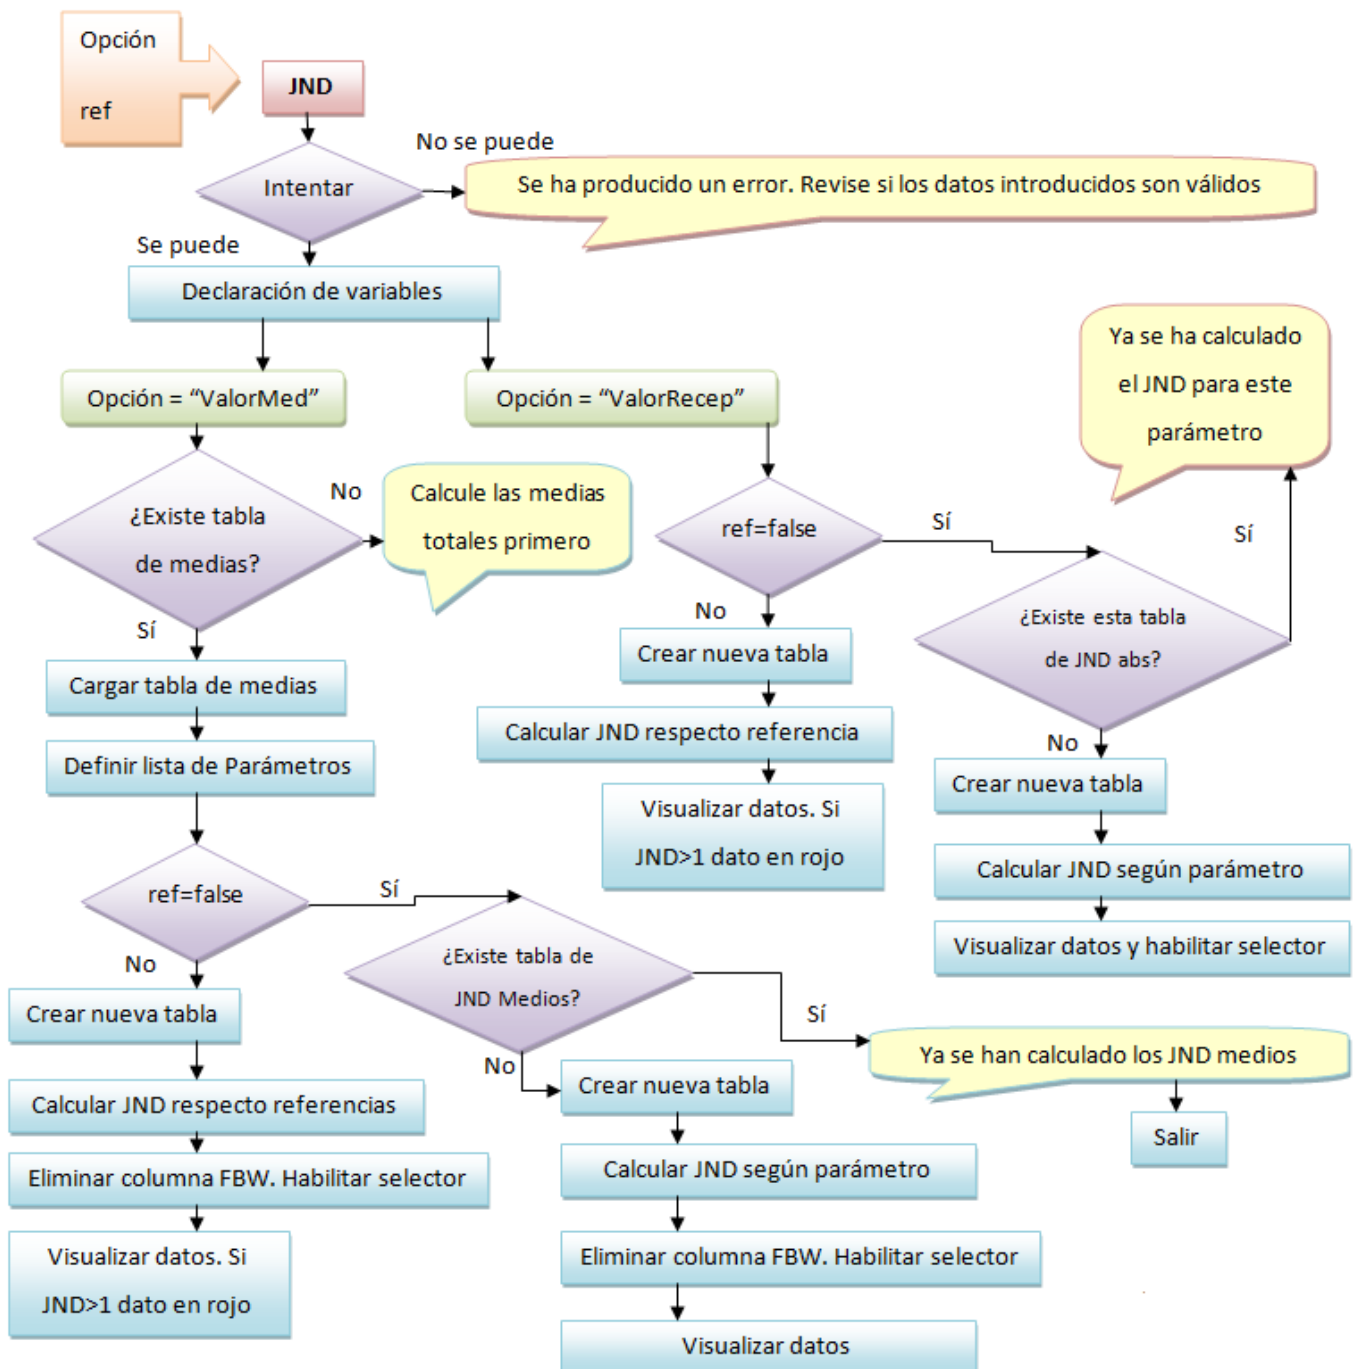 Opción
ref
JND
No se puede
Intentar
Se ha producido un error. Revise si los datos introducidos son válidos
Se puede
Declaración de variables
Opción = “ValorMed”
Opción = “ValorRecep”
Ya se ha calculado
el JND para este
parámetro
¿Existe tabla
de medias?
No
Calcule las medias
totales primero
ref=false
Sí
Sí
¿Existe esta tabla
de JND abs?
Sí
No
Crear nueva tabla
Cargar tabla de medias
Calcular JND respecto referencia
No
Definir lista de Parámetros
Crear nueva tabla
Visualizar datos. Si
JND>1 dato en rojo
Calcular JND según parámetro
ref=false
Sí
Visualizar datos y habilitar selector
¿Existe tabla de
JND Medios?
No
Crear nueva tabla
Sí
No
Ya se han calculado los JND medios
Crear nueva tabla
Calcular JND respecto referencias
Salir
Calcular JND según parámetro
Eliminar columna FBW. Habilitar selector
Visualizar datos. Si
JND>1 dato en rojo
Eliminar columna FBW. Habilitar selector
Visualizar datos